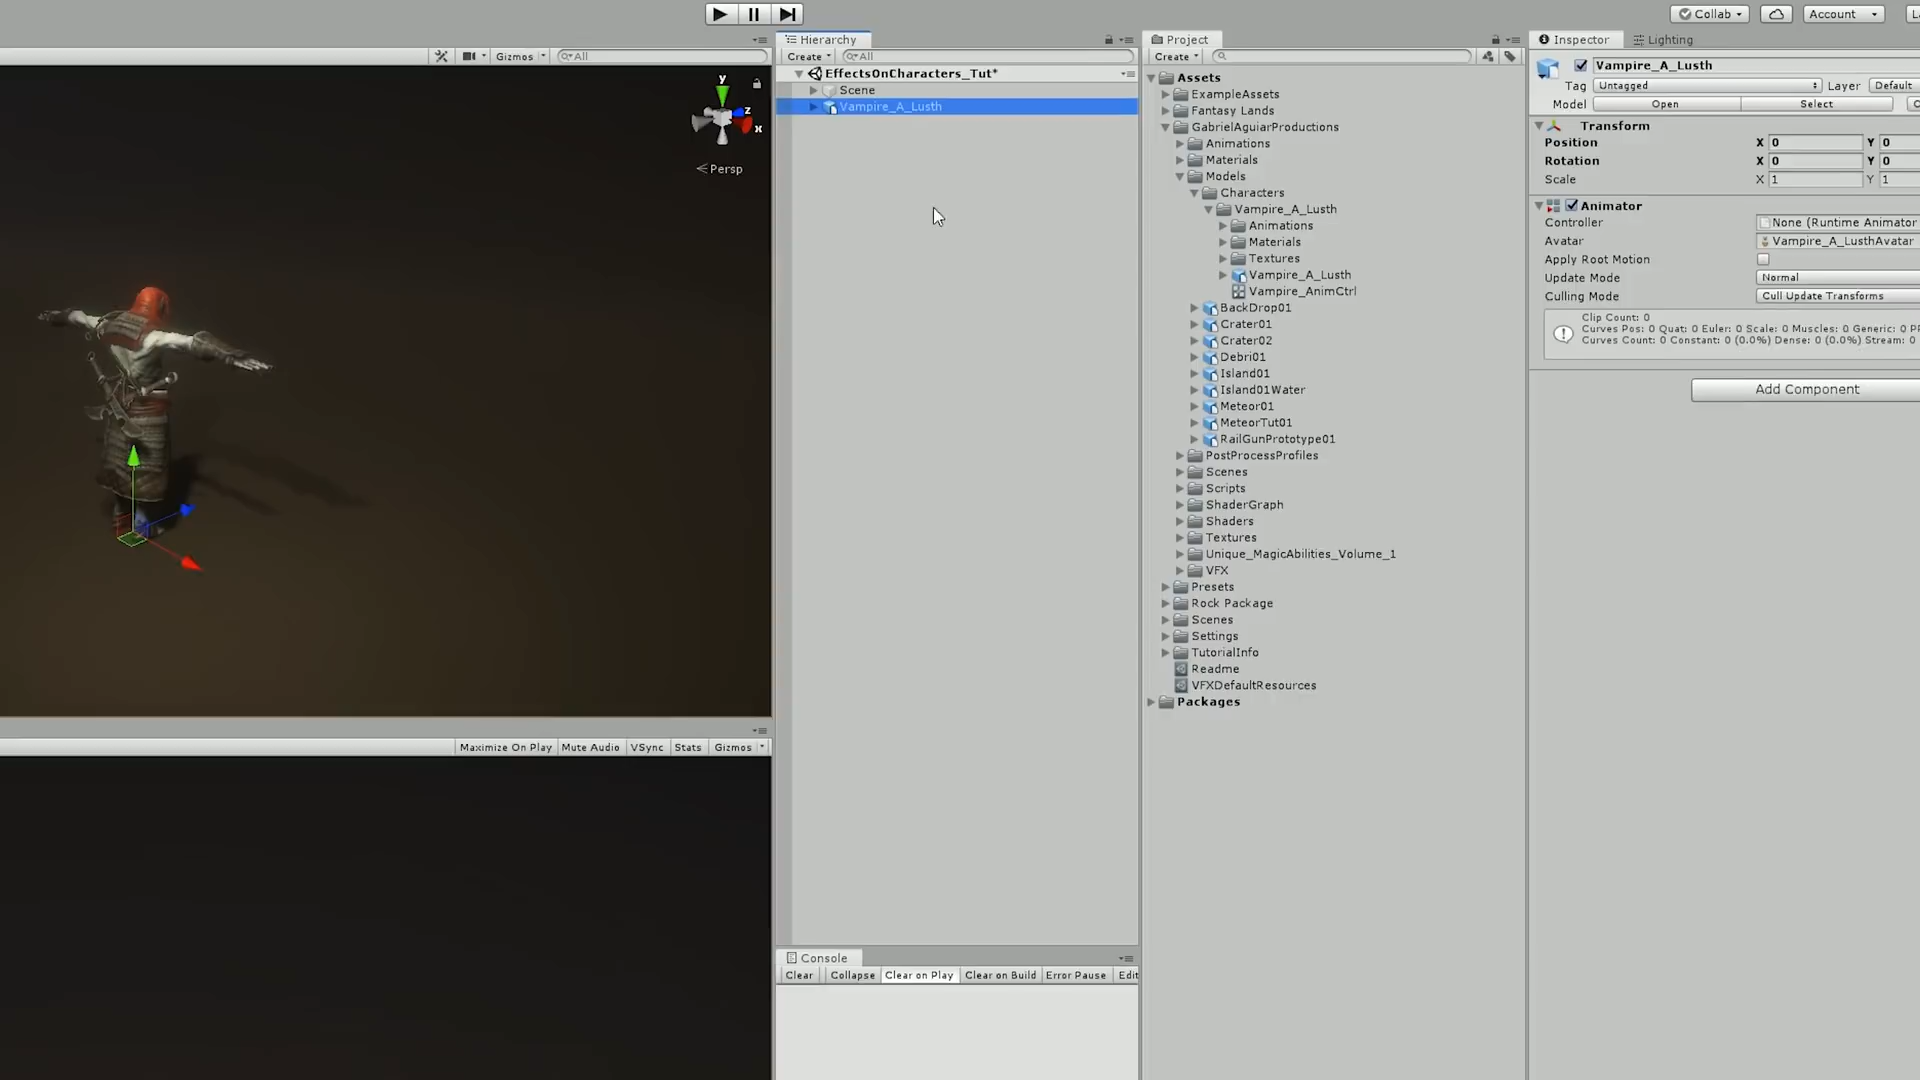 Collab
Account
La
Gizmos
All
y
z
x
Persp
Maximize On Play
Mute Audio
VSync
Stats
Gizmos
Hierarchy
Create
All
EffectsOnCharacters_Tut*
Scene
Vampire_A_Lusth
Console
Clear
Collapse
Clear on Play
Clear on Build
Error Pause
Edit
Project
Create
Assets
ExampleAssets
Fantasy Lands
GabrielAguiarProductions
Animations
Materials
Models
Characters
Vampire_A_Lusth
Animations
Materials
Textures
Vampire_A_Lusth
Vampire_AnimCtrl
BackDrop01
Crater01
Crater02
Debri01
Island01
Island01Water
Meteor01
MeteorTut01
RailGunPrototype01
PostProcessProfiles
Scenes
Scripts
ShaderGraph
Shaders
Textures
Unique_MagicAbilities_Volume_1
VFX
Presets
Rock Package
Scenes
Settings
TutorialInfo
Readme
VFXDefaultResources
Packages
Inspector
Lighting
Vampire_A_Lusth
Tag Untagged Layer Default
Model Open Select
Transform
Position X 0 Y 0
Rotation X 0 Y 0
Scale X 1 Y 1
Animator
Controller None (Runtime Animator
Avatar Vampire_A_LusthAvatar
Apply Root Motion
Update Mode Normal
Culling Mode Cull Update Transforms
Clip Count: 0
Curves Pos: 0 Quat: 0 Euler: 0 Scale: 0 Muscles: 0 Generic: 0 PP
Curves Count: 0 Constant: 0 (0.0%) Dense: 0 (0.0%) Stream: 0
Add Component